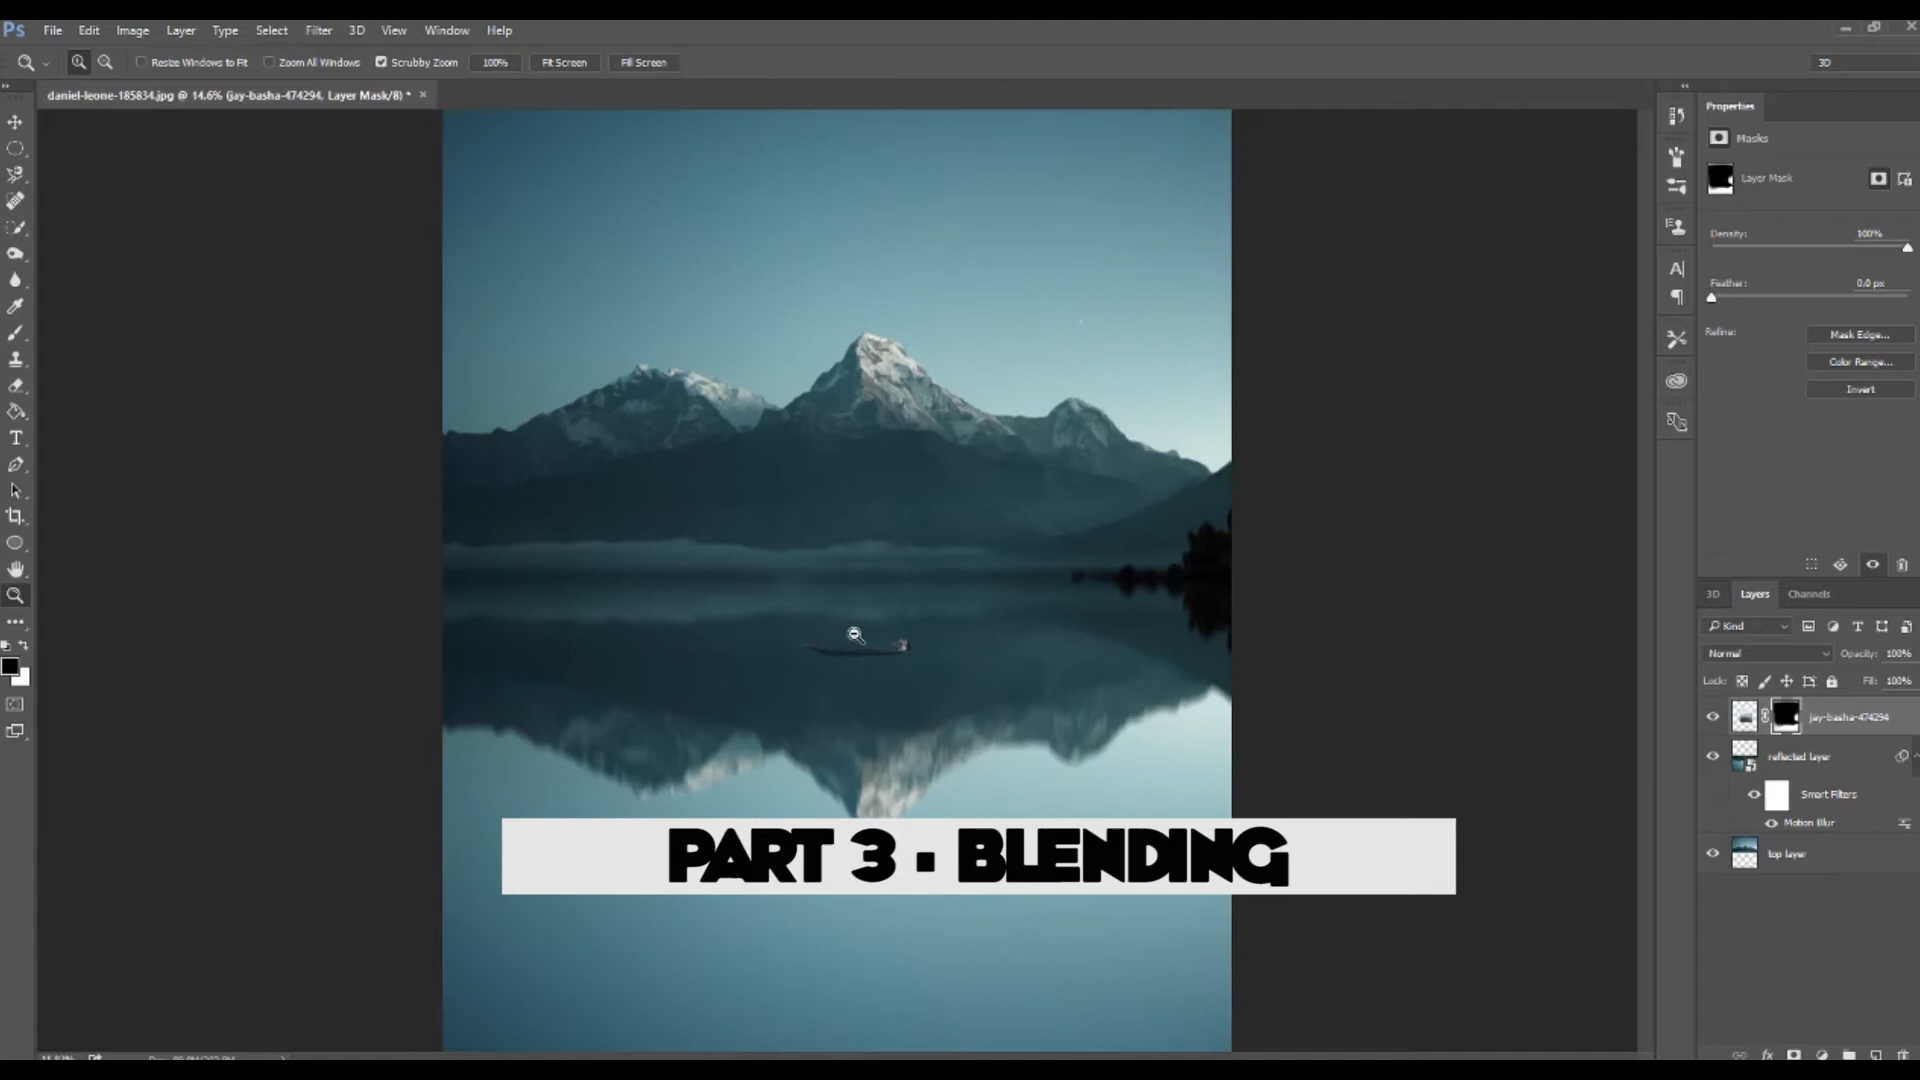 Ps File Edit Image Layer Type Select Filter 3D View Window Help
Resize Windows to Fit Zoom All Windows Scrubby Zoom 100% Fit Screen Fill Screen 3D
daniel-leone-185834.jpg @ 14.6% (jay-basha-474294, Layer Mask/8) * ×
Properties
Masks
Layer Mask
Density: 100%
Feather: 0.0 px
Refine: Mask Edge...
Color Range...
Invert
3D Layers Channels
Kind
Normal Opacity: 100%
Lock: Fill: 100%
jay-basha-474294
reflected layer
Smart Filters
Motion Blur
top layer
PART 3 - BLENDING